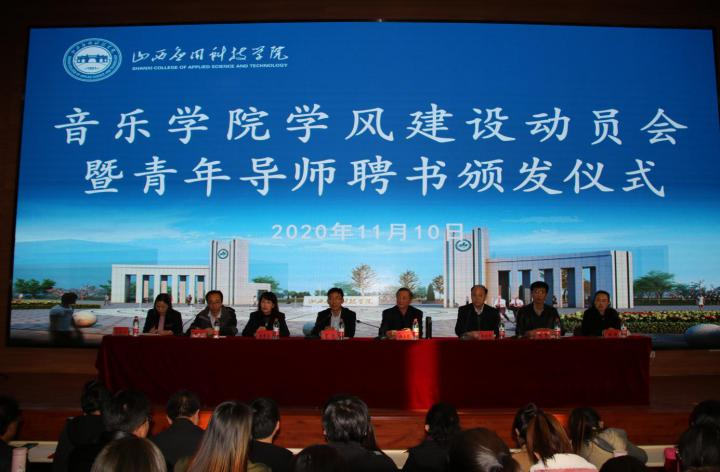 山西应用科技学院
SHANXI COLLEGE OF APPLIED SCIENCE AND TECHNOLOGY
音乐学院学风建设动员会
暨青年导师聘书颁发仪式
2020年11月10日